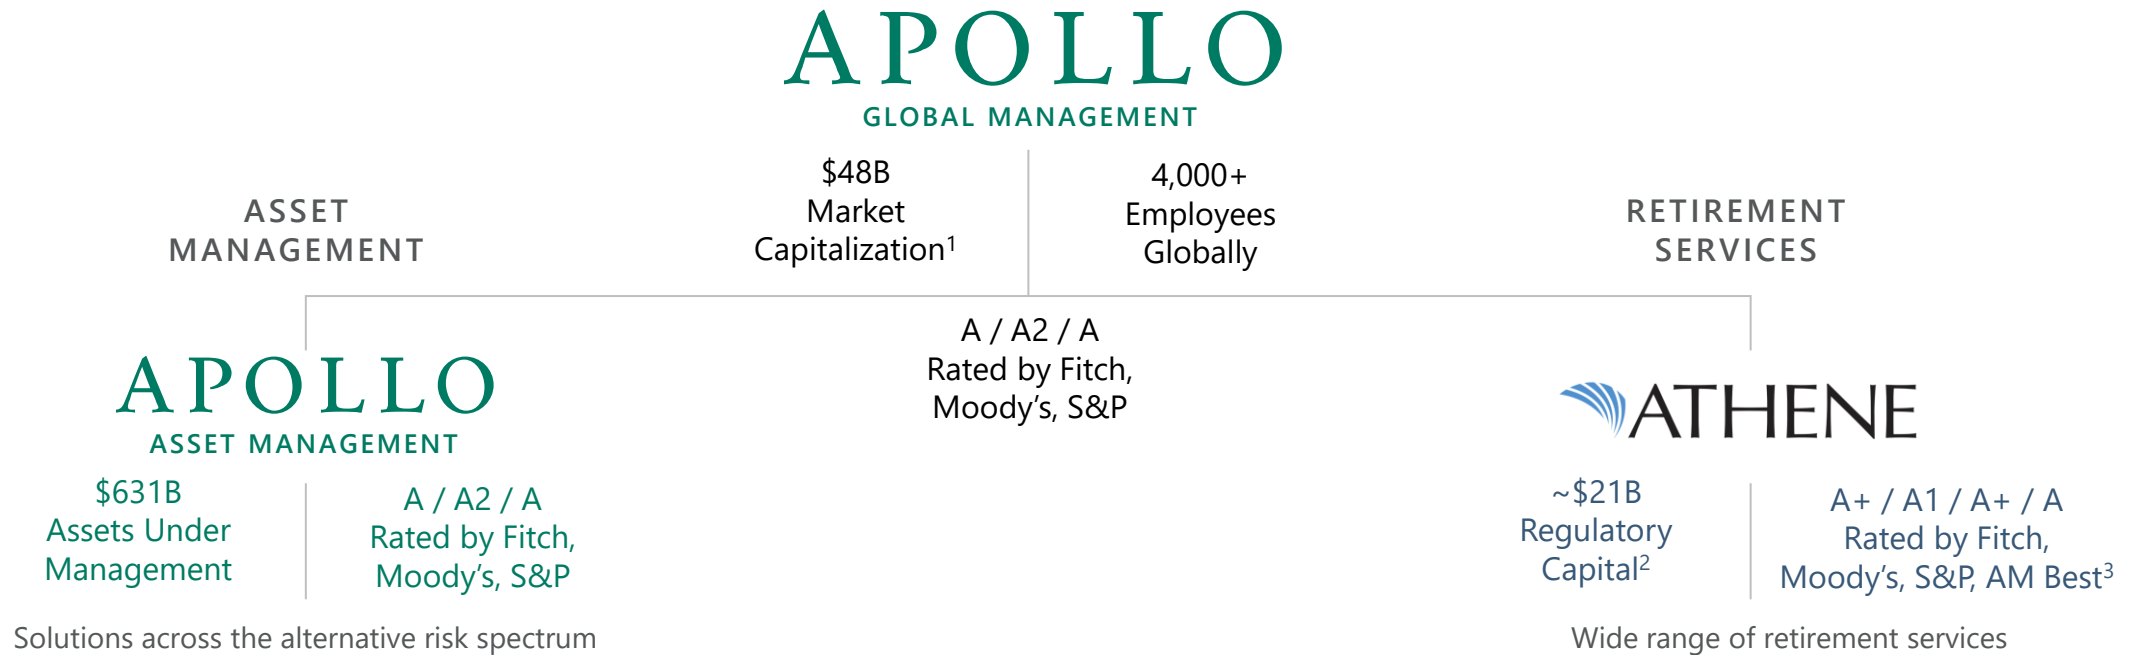 APOLLO
GLOBAL MANAGEMENT
$48B
Market
Capitalization¹
4,000+
Employees
Globally
ASSET
MANAGEMENT
RETIREMENT
SERVICES
A / A2 / A
Rated by Fitch,
Moody’s, S&P
APOLLO
ASSET MANAGEMENT
$631B
Assets Under
Management
A / A2 / A
Rated by Fitch,
Moody’s, S&P
Solutions across the alternative risk spectrum
ATHENE
~$21B
Regulatory
Capital²
A+ / A1 / A+ / A
Rated by Fitch,
Moody’s, S&P, AM Best³
Wide range of retirement services